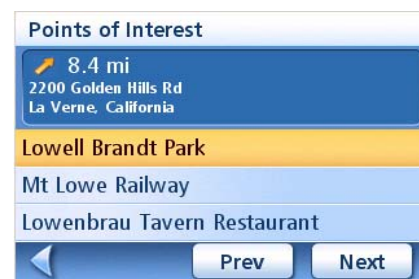 Points of Interest
8.4 mi
2200 Golden Hills Rd
La Verne, California
Lowell Brandt Park
Mt Lowe Railway
Lowenbrau Tavern Restaurant
Prev
Next